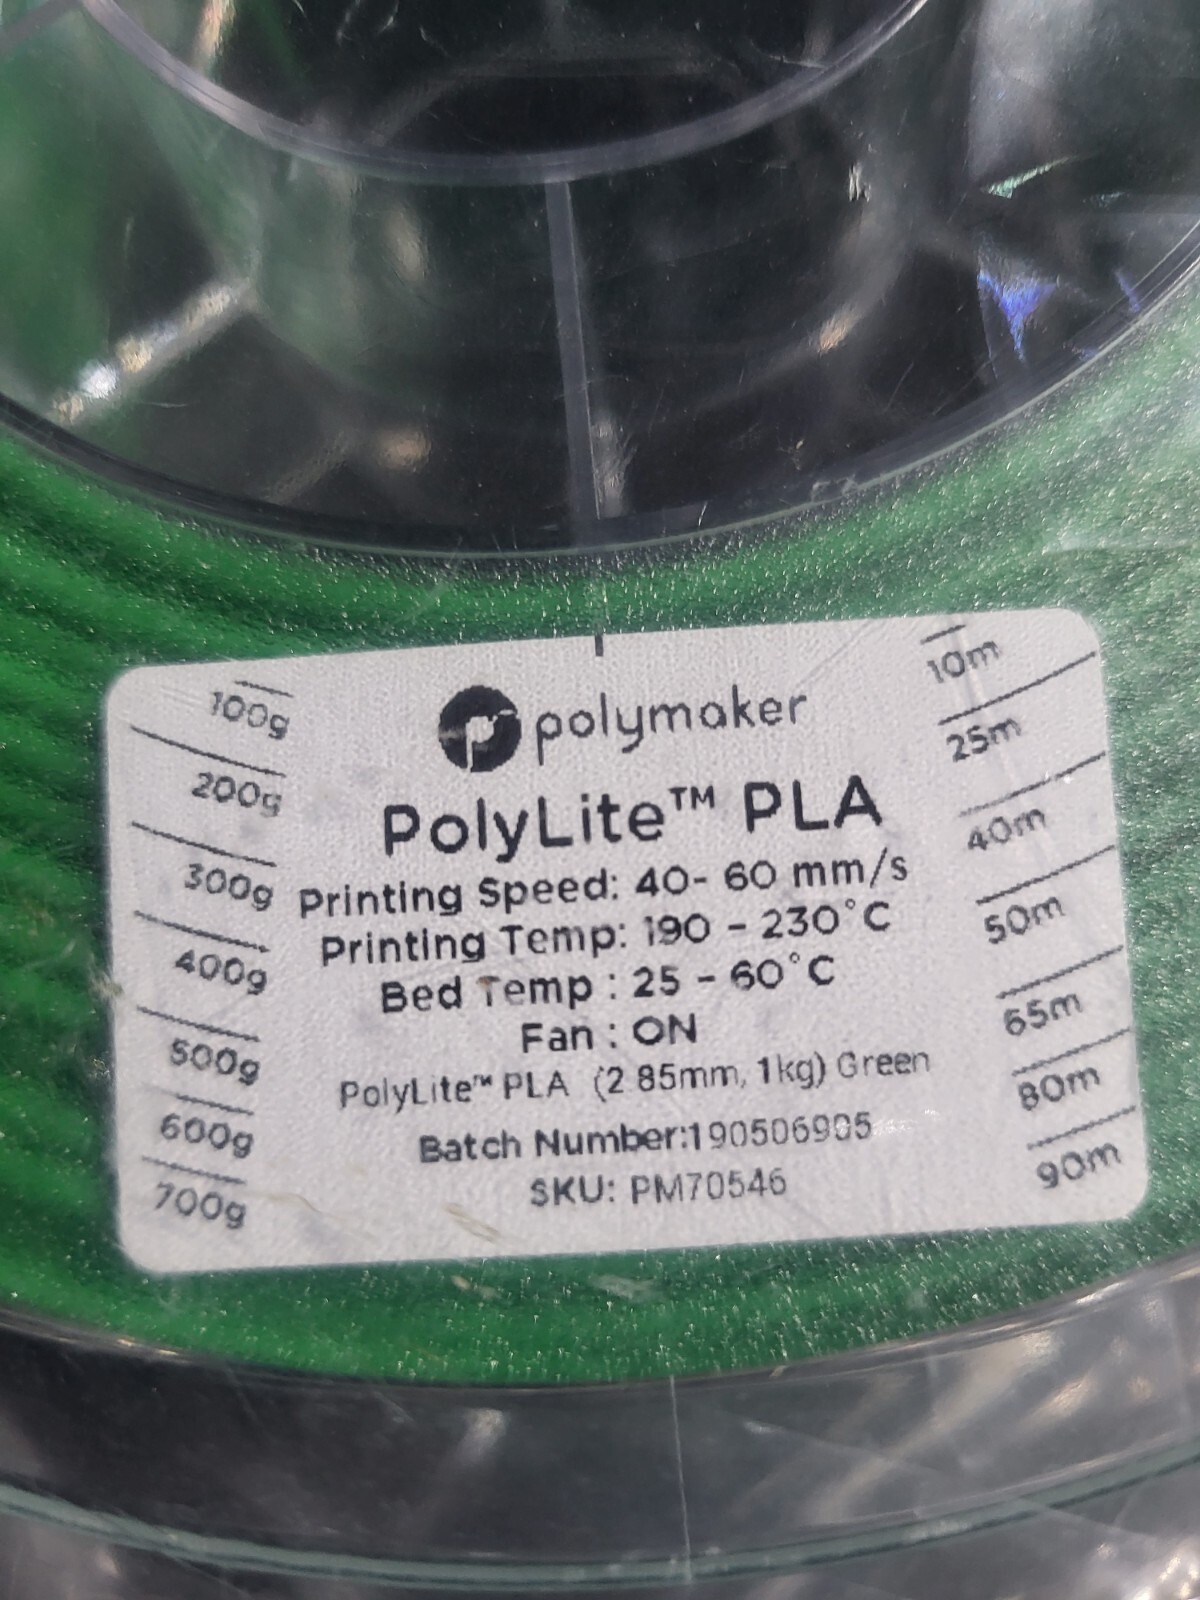 polymaker
PolyLite™ PLA
Printing Speed: 40- 60 mm/s
Printing Temp: 190 - 230°C
Bed Temp : 25 - 60°C
Fan : ON
PolyLite™ PLA (2 85mm, 1kg) Green
Batch Number:190506905
SKU: PM70546
100g
200g
300g
400g
500g
600g
700g
10m
25m
40m
50m
65m
80m
90m